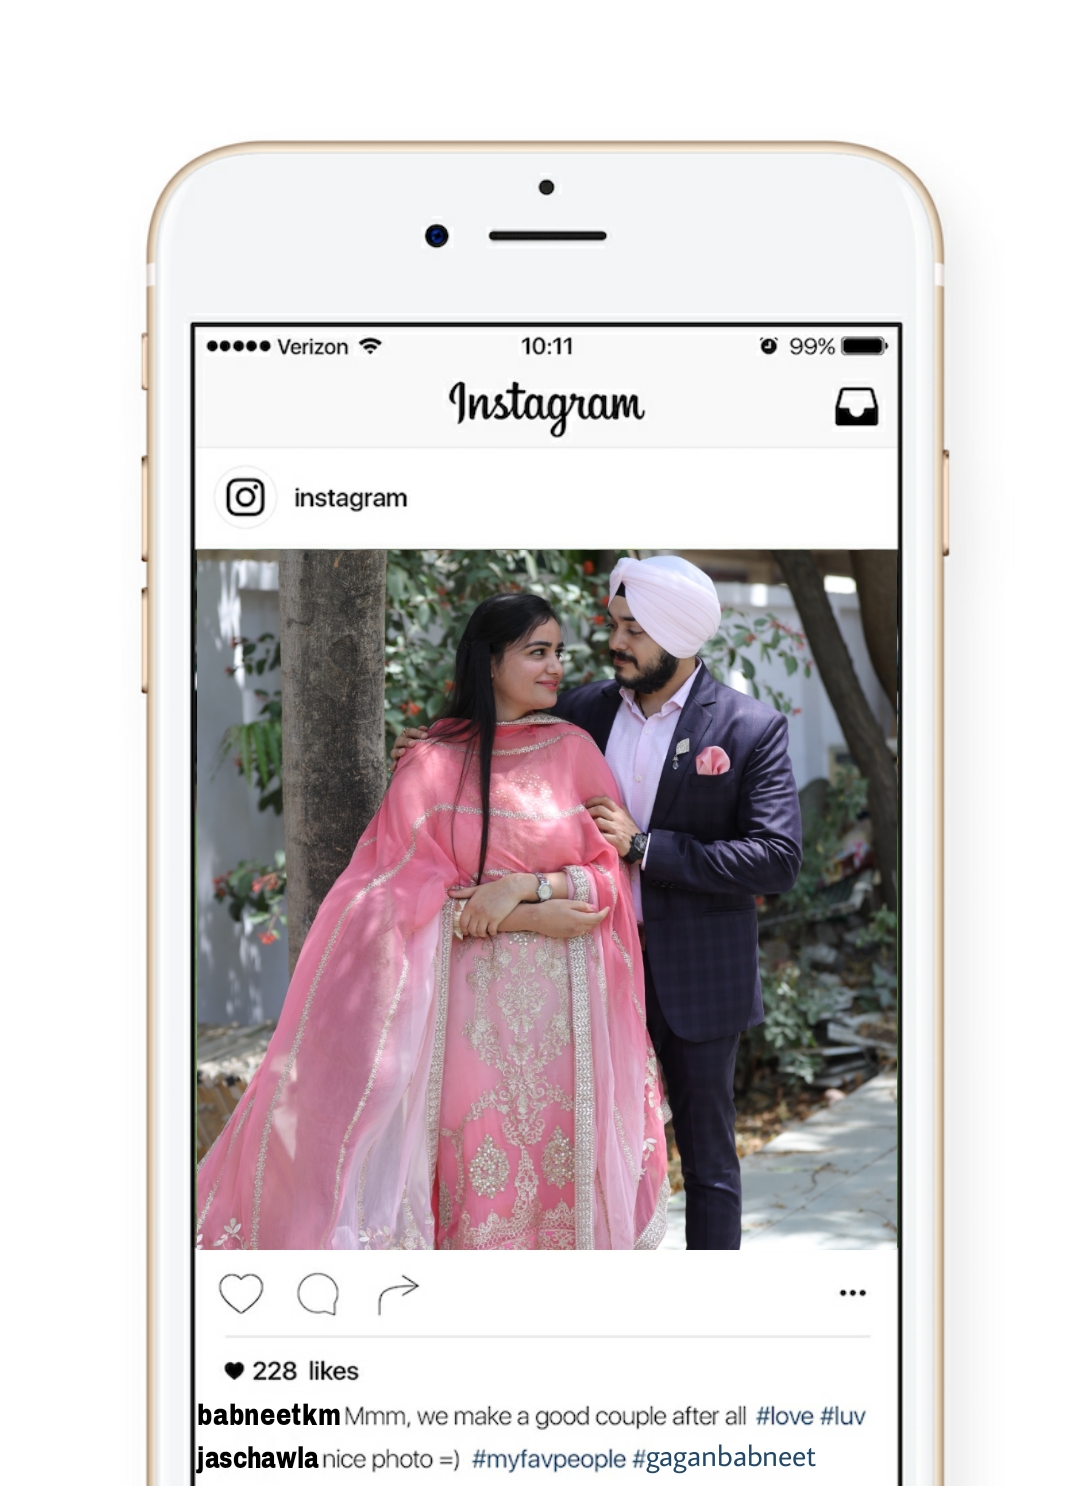 Verizon 10:11 99%
Instagram
instagram
228 likes
babneetkm Mmm, we make a good couple after all #love #luv
jaschawla nice photo =) #myfavpeople #gaganbabneet